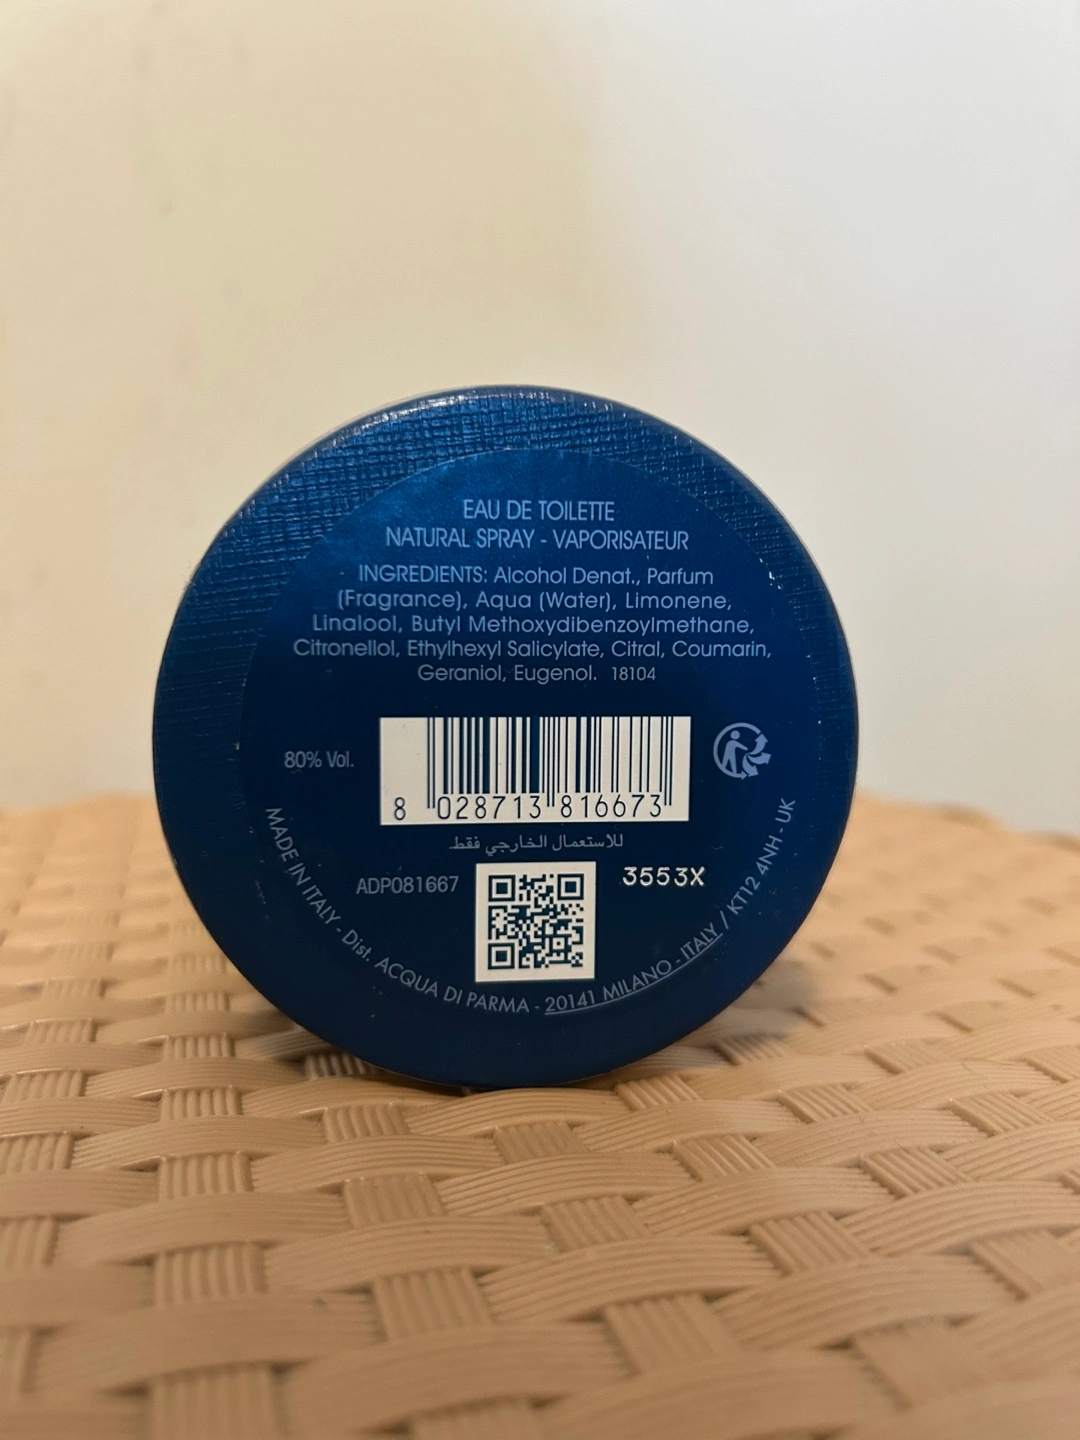 EAU DE TOILETTE
NATURAL SPRAY - VAPORISATEUR
INGREDIENTS: Alcohol Denat., Parfum
(Fragrance), Aqua (Water), Limonene,
Linalool, Butyl Methoxydibenzoylmethane,
Citronellol, Ethylhexyl Salicylate, Citral, Coumarin,
Geraniol, Eugenol. 18104
80% Vol.
8 028713 816673
للاستعمال الخارجي فقط.
ADP081667
3553X
MADE IN ITALY - Dist. ACQUA DI PARMA - 20141 MILANO - ITALY / KT12 4NH - UK